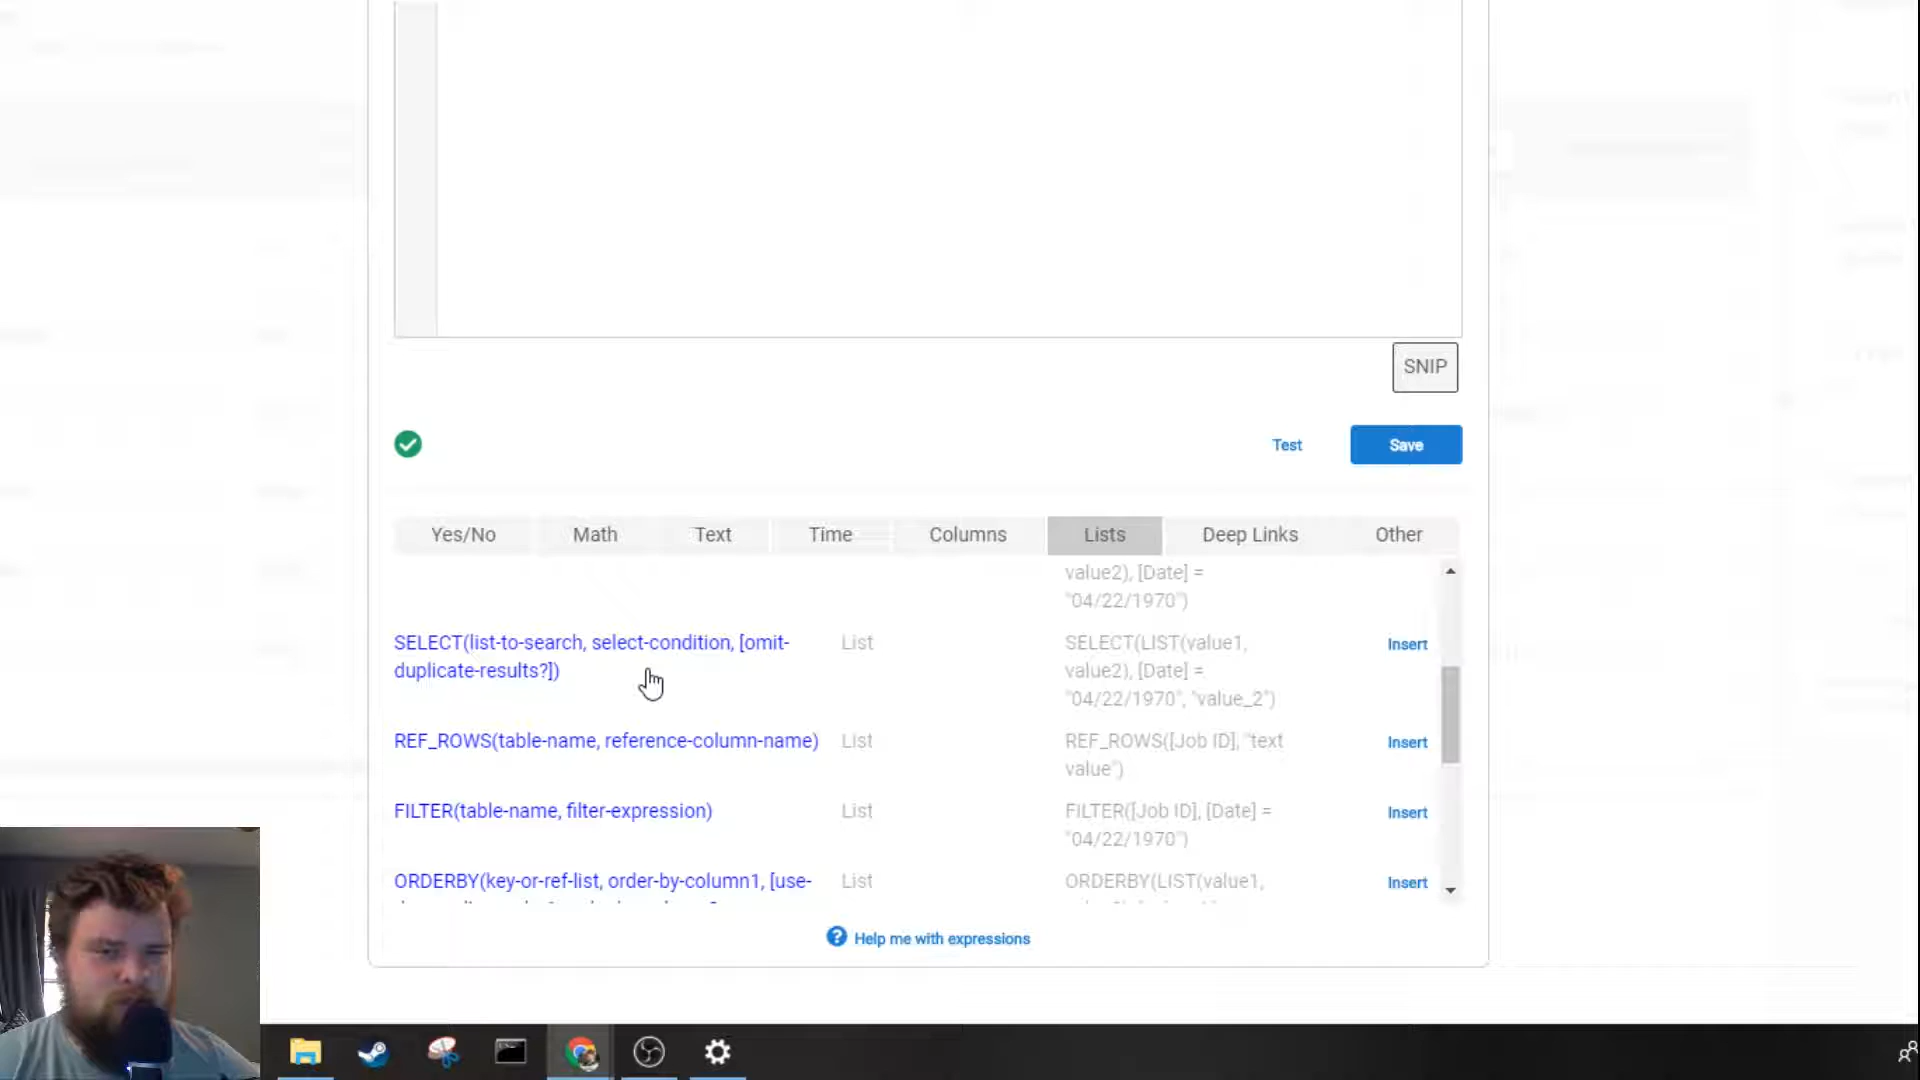 SNIP
Test
Save
Yes/No Math Text Time Columns Lists Deep Links Other
value2), [Date] =
"04/22/1970")
SELECT(list-to-search, select-condition, [omit- List SELECT(LIST(value1, Insert
duplicate-results?]) value2), [Date] =
"04/22/1970", "value_2")
REF_ROWS(table-name, reference-column-name) List REF_ROWS([Job ID], "text Insert
value")
FILTER(table-name, filter-expression) List FILTER([Job ID], [Date] = Insert
"04/22/1970")
ORDERBY(key-or-ref-list, order-by-column1, [use- List ORDERBY(LIST(value1, Insert
Help me with expressions